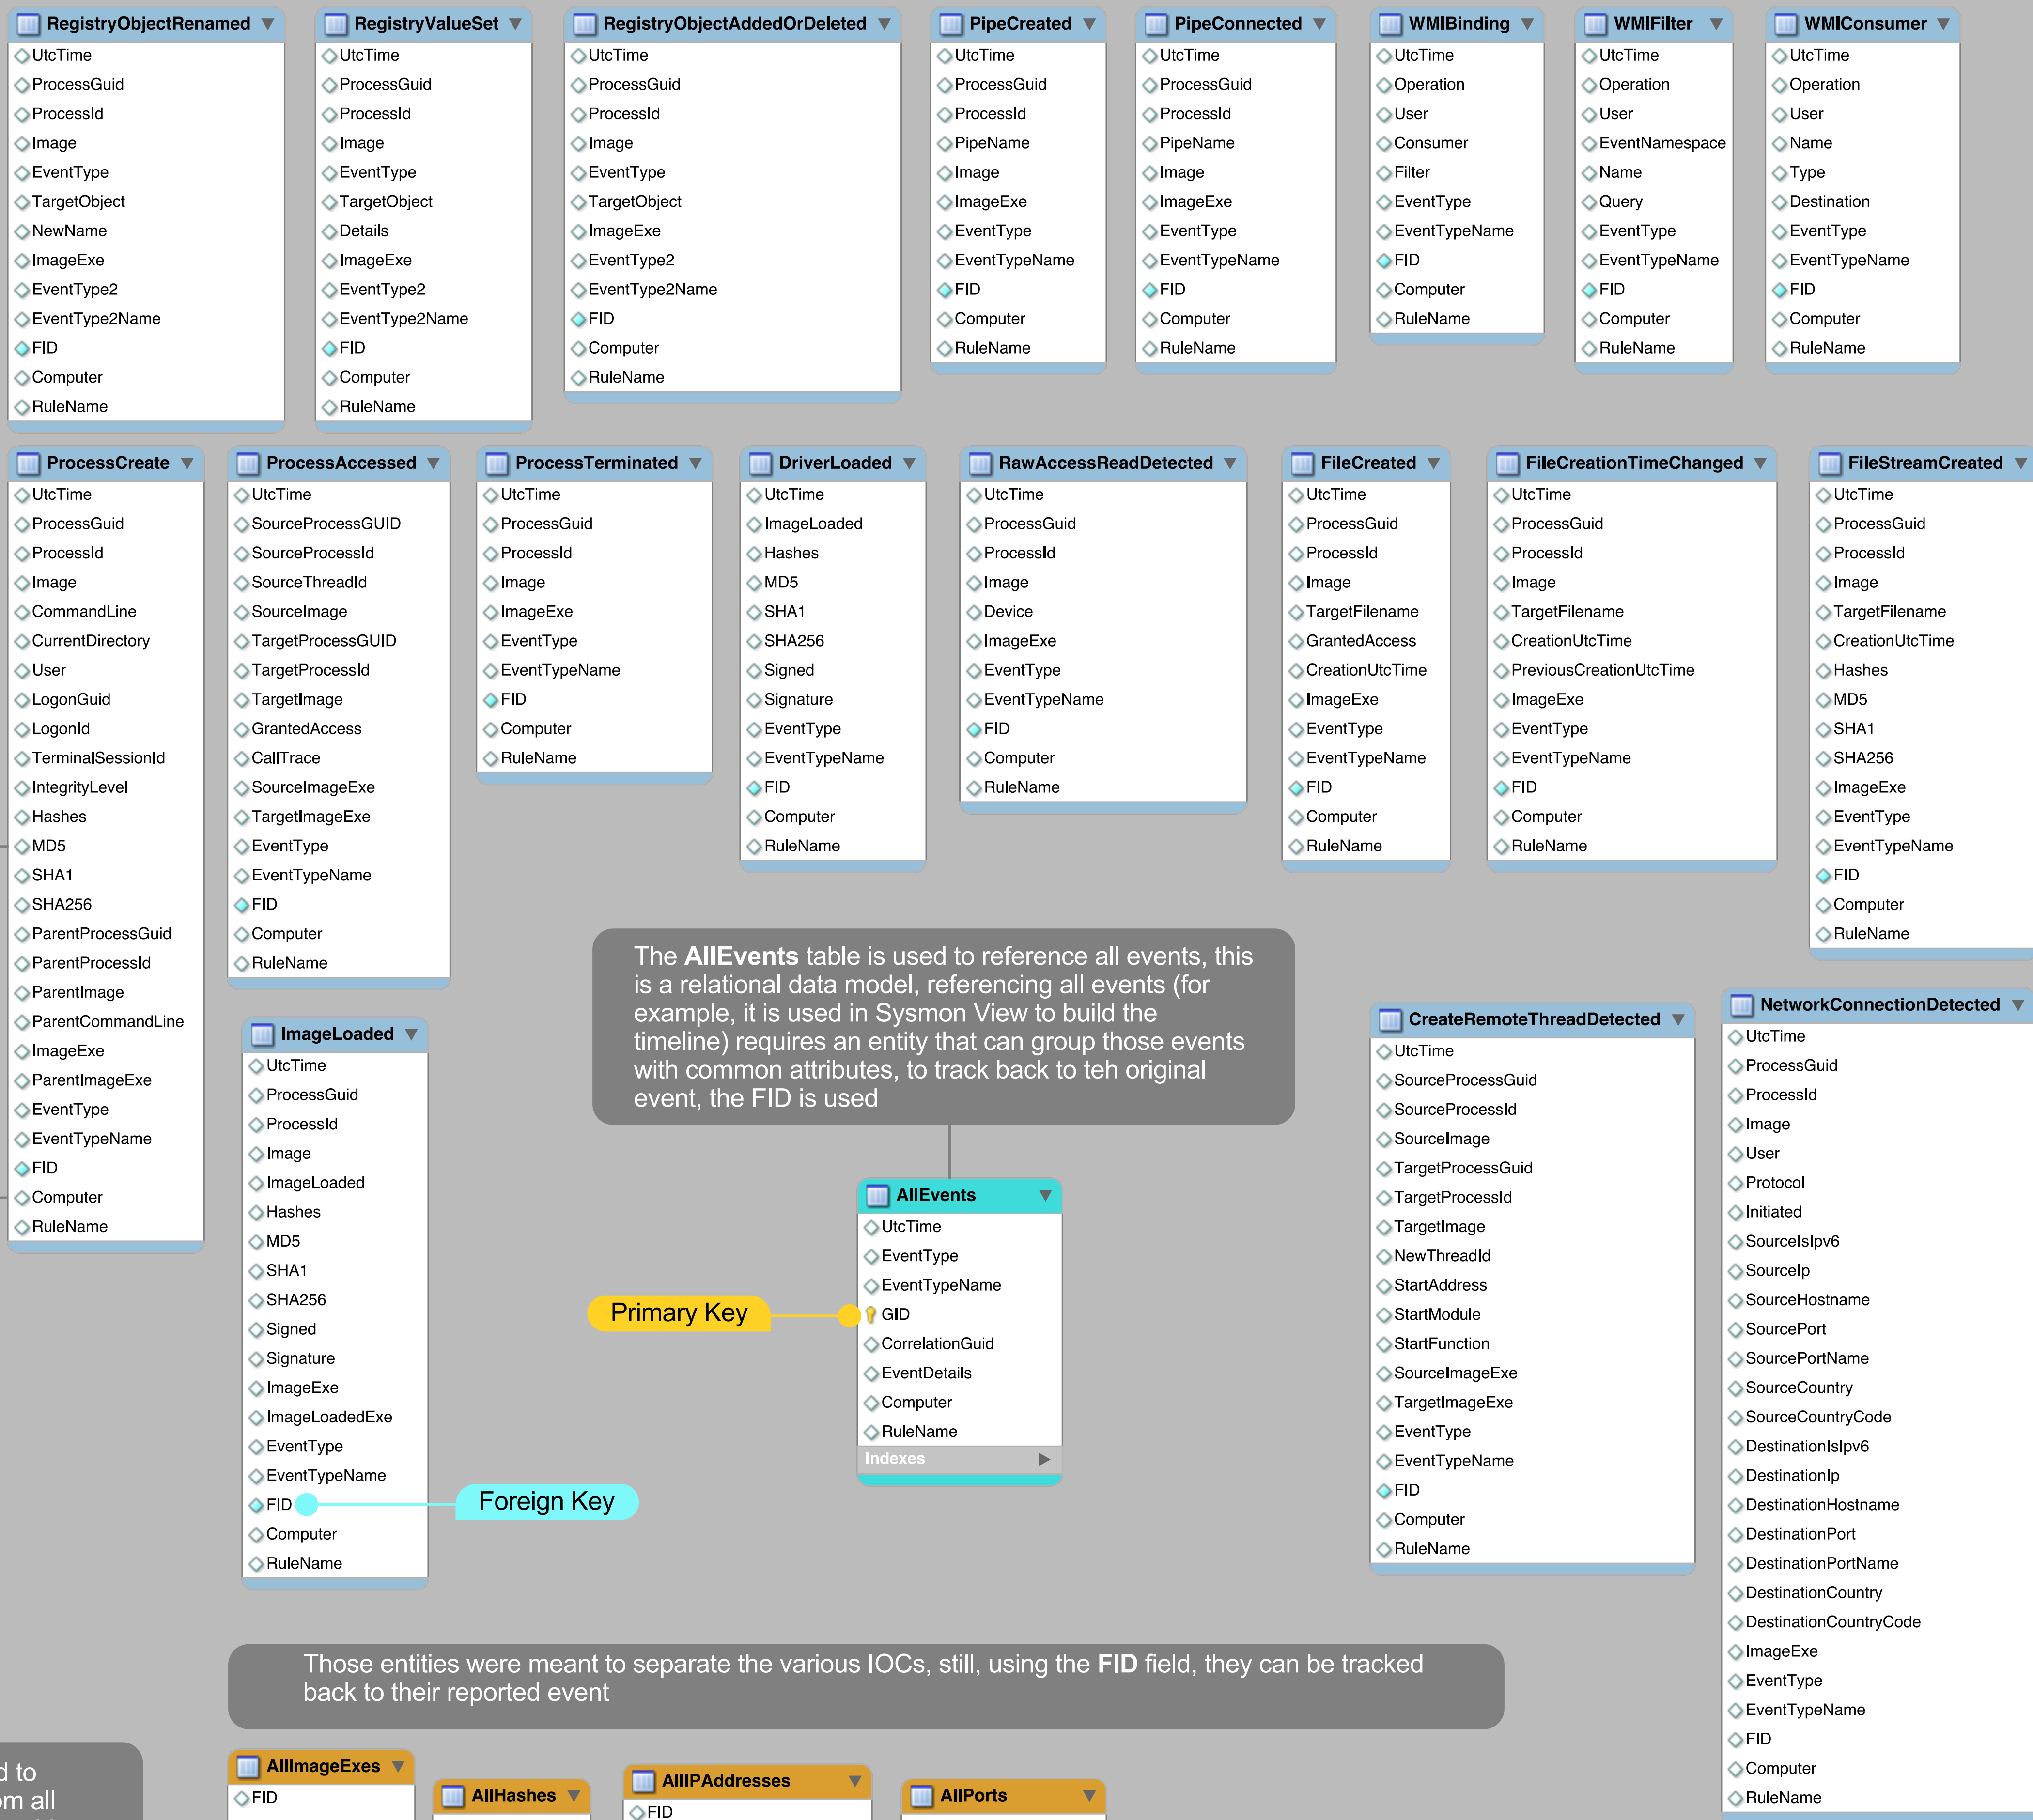 RegistryObjectRenamed
UtcTime
ProcessGuid
ProcessId
Image
EventType
TargetObject
NewName
ImageExe
EventType2
EventType2Name
FID
Computer
RuleName
RegistryValueSet
UtcTime
ProcessGuid
ProcessId
Image
EventType
TargetObject
Details
ImageExe
EventType2
EventType2Name
FID
Computer
RuleName
RegistryObjectAddedOrDeleted
UtcTime
ProcessGuid
ProcessId
Image
EventType
TargetObject
ImageExe
EventType2
EventType2Name
FID
Computer
RuleName
PipeCreated
UtcTime
ProcessGuid
ProcessId
PipeName
Image
ImageExe
EventType
EventTypeName
FID
Computer
RuleName
PipeConnected
UtcTime
ProcessGuid
ProcessId
PipeName
Image
ImageExe
EventType
EventTypeName
FID
Computer
RuleName
WMIBinding
UtcTime
Operation
User
Consumer
Filter
EventType
EventTypeName
FID
Computer
RuleName
WMIFilter
UtcTime
Operation
User
EventNamespace
Name
Query
EventType
EventTypeName
FID
Computer
RuleName
WMIConsumer
UtcTime
Operation
User
Name
Type
Destination
EventType
EventTypeName
FID
Computer
RuleName
ProcessCreate
UtcTime
ProcessGuid
ProcessId
Image
CommandLine
CurrentDirectory
User
LogonGuid
LogonId
TerminalSessionId
IntegrityLevel
Hashes
MD5
SHA1
SHA256
ParentProcessGuid
ParentProcessId
ParentImage
ParentCommandLine
ImageExe
ParentImageExe
EventType
EventTypeName
FID
Computer
RuleName
ProcessAccessed
UtcTime
SourceProcessGUID
SourceProcessId
SourceThreadId
SourceImage
TargetProcessGUID
TargetProcessId
TargetImage
GrantedAccess
CallTrace
SourceImageExe
TargetImageExe
EventType
EventTypeName
FID
Computer
RuleName
ProcessTerminated
UtcTime
ProcessGuid
ProcessId
Image
ImageExe
EventType
EventTypeName
FID
Computer
RuleName
DriverLoaded
UtcTime
ImageLoaded
Hashes
MD5
SHA1
SHA256
Signed
Signature
EventType
EventTypeName
FID
Computer
RuleName
RawAccessReadDetected
UtcTime
ProcessGuid
ProcessId
Image
Device
ImageExe
EventType
EventTypeName
FID
Computer
RuleName
FileCreated
UtcTime
ProcessGuid
ProcessId
Image
TargetFilename
GrantedAccess
CreationUtcTime
ImageExe
EventType
EventTypeName
FID
Computer
RuleName
FileCreationTimeChanged
UtcTime
ProcessGuid
ProcessId
Image
TargetFilename
CreationUtcTime
PreviousCreationUtcTime
ImageExe
EventType
EventTypeName
FID
Computer
RuleName
FileStreamCreated
UtcTime
ProcessGuid
ProcessId
Image
TargetFilename
CreationUtcTime
Hashes
MD5
SHA1
SHA256
ImageExe
EventType
EventTypeName
FID
Computer
RuleName
The AllEvents table is used to reference all events, this
is a relational data model, referencing all events (for
example, it is used in Sysmon View to build the
timeline) requires an entity that can group those events
with common attributes, to track back to teh original
event, the FID is used
ImageLoaded
UtcTime
ProcessGuid
ProcessId
Image
ImageLoaded
Hashes
MD5
SHA1
SHA256
Signed
Signature
ImageExe
ImageLoadedExe
EventType
EventTypeName
FID
Computer
RuleName
Foreign Key
Primary Key
AllEvents
UtcTime
EventType
EventTypeName
GID
CorrelationGuid
EventDetails
Computer
RuleName
Indexes
CreateRemoteThreadDetected
UtcTime
SourceProcessGuid
SourceProcessId
SourceImage
TargetProcessGuid
TargetProcessId
TargetImage
NewThreadId
StartAddress
StartModule
StartFunction
SourceImageExe
TargetImageExe
EventType
EventTypeName
FID
Computer
RuleName
NetworkConnectionDetected
UtcTime
ProcessGuid
ProcessId
Image
User
Protocol
Initiated
SourceIsIpv6
SourceIp
SourceHostname
SourcePort
SourcePortName
SourceCountry
SourceCountryCode
DestinationIsIpv6
DestinationIp
DestinationHostname
DestinationPort
DestinationPortName
DestinationCountry
DestinationCountryCode
ImageExe
EventType
EventTypeName
FID
Computer
RuleName
Those entities were meant to separate the various IOCs, still, using the FID field, they can be tracked
back to their reported event
d to
om all
AllImageExes
FID
AllHashes
AllIPAddresses
FID
AllPorts